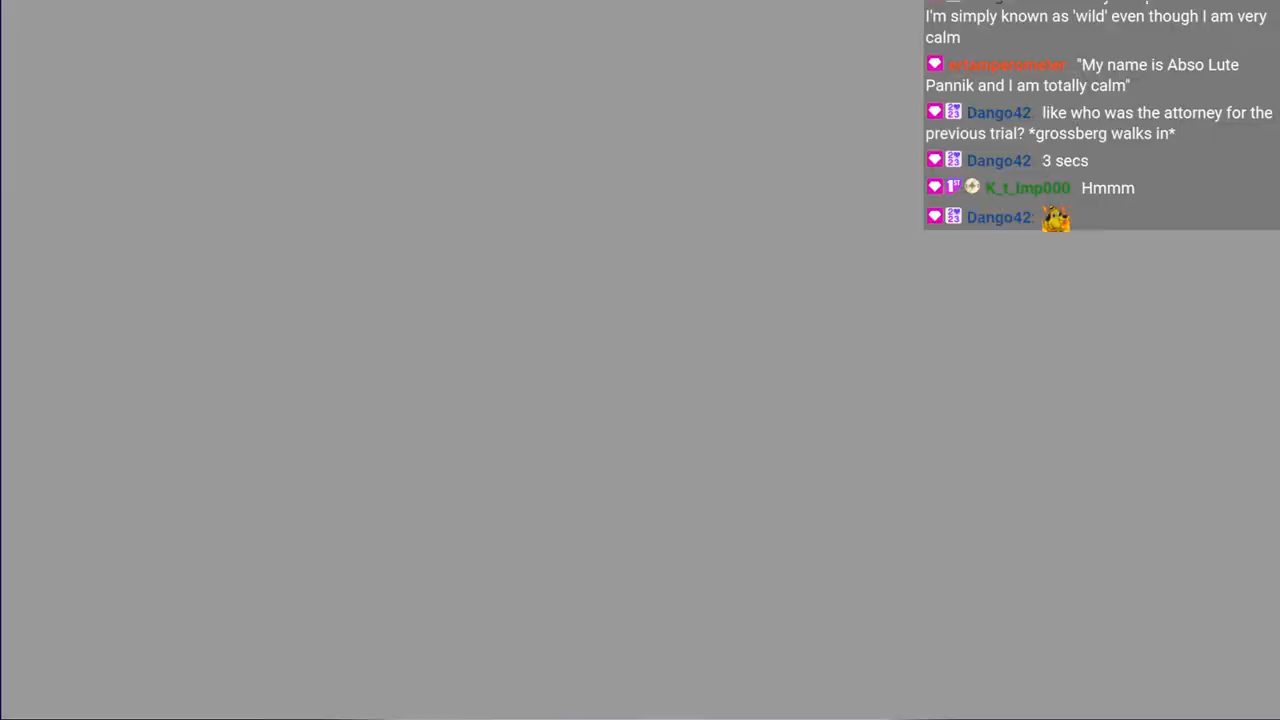 I'm simply known as 'wild' even though I am very
calm
"My name is Abso Lute
Pannik and I am totally calm"
Dango42: like who was the attorney for the
previous trial? *grossberg walks in*
Dango42: 3 secs
1ST K_t_imp000 Hmmm
Dango42: